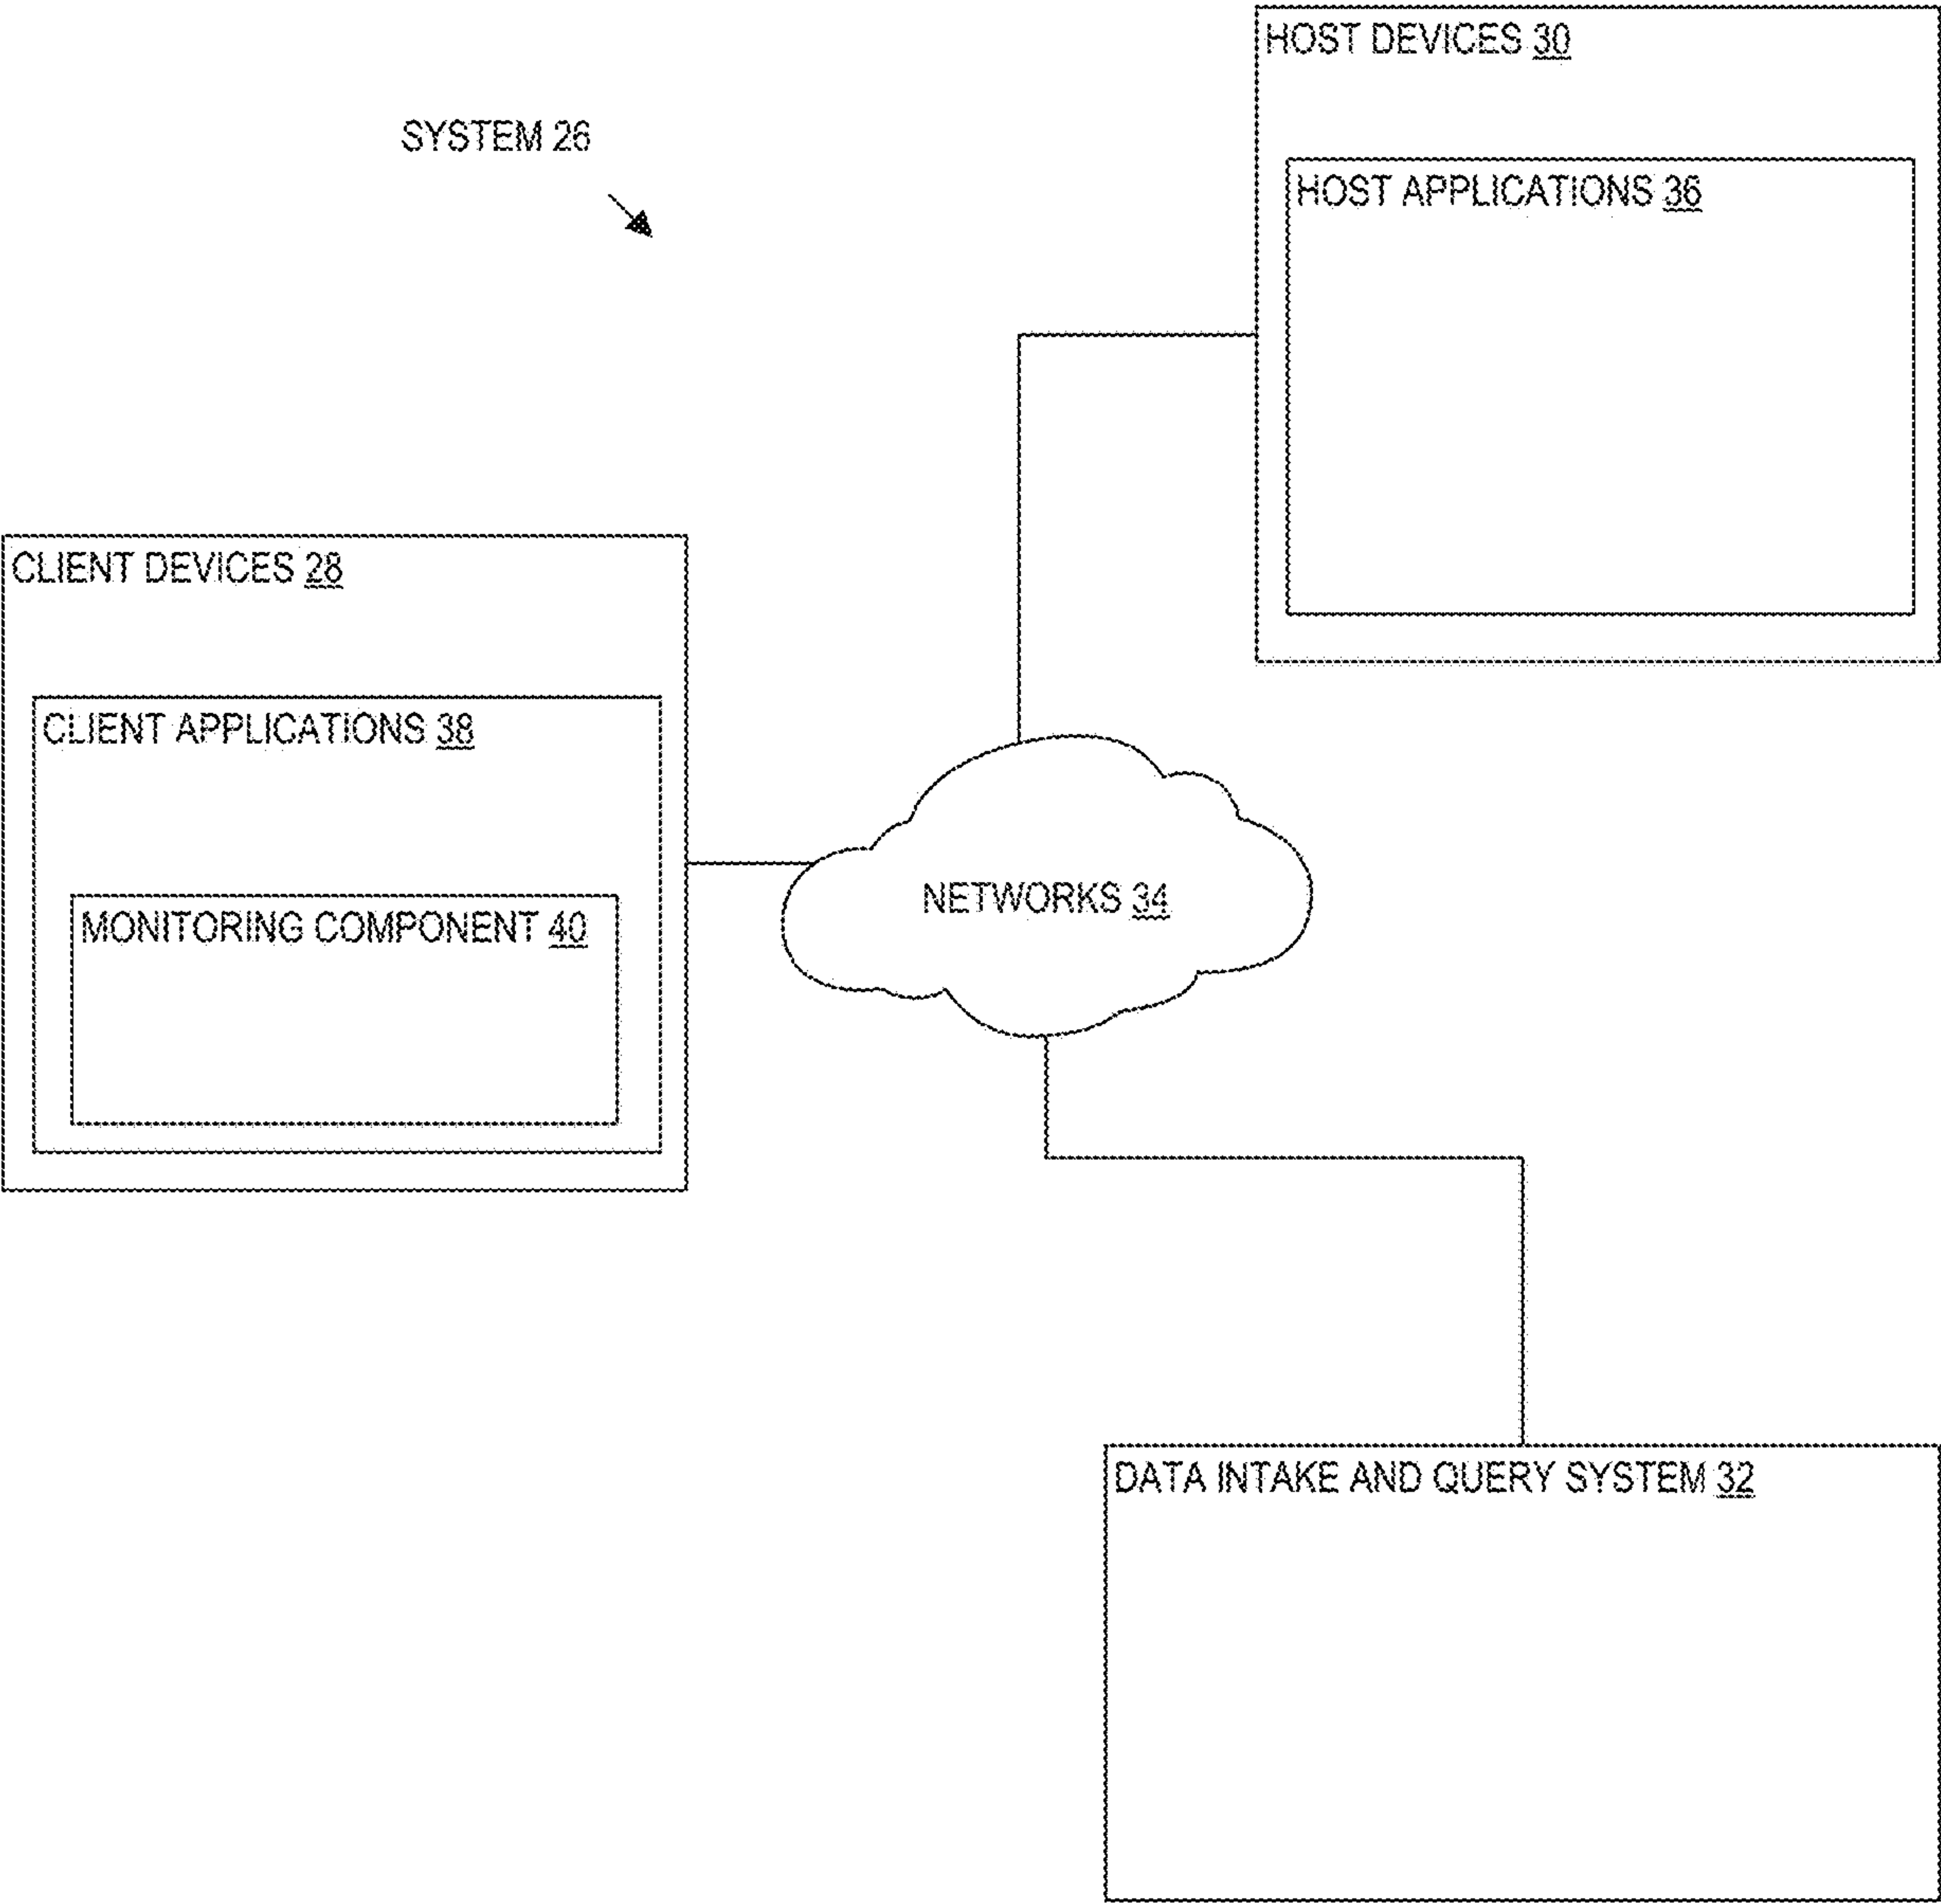 HOST DEVICES 30
SYSTEM 26
HOST APPLICATIONS 36
CLIENT DEVICES 28
CLIENT APPLICATIONS 38
MONITORING COMPONENT 40
NETWORKS 34
DATA INTAKE AND QUERY SYSTEM 32